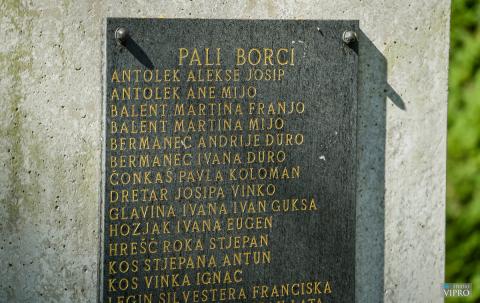 PALI BORCI
ANTOLEK ALEKSE JOSIP
ANTOLEK ANE MIJO
BALENT MARTINA FRANJO
BALENT MARTINA MIJO
BERMANEC ANDRIJE ĐURO
BERMANEC IVANA ĐURO
ČONKAŠ PAVLA KOLOMAN
DRETAR JOSIPA VINKO
GLAVINA IVANA IVAN GUKSA
HOZJAK IVANA EUGEN
HREŠČ ROKA STJEPAN
KOS STJEPANA ANTUN
KOS VINKA IGNAC
LEGIN SILVESTERA FRANCISKA
VIPRO